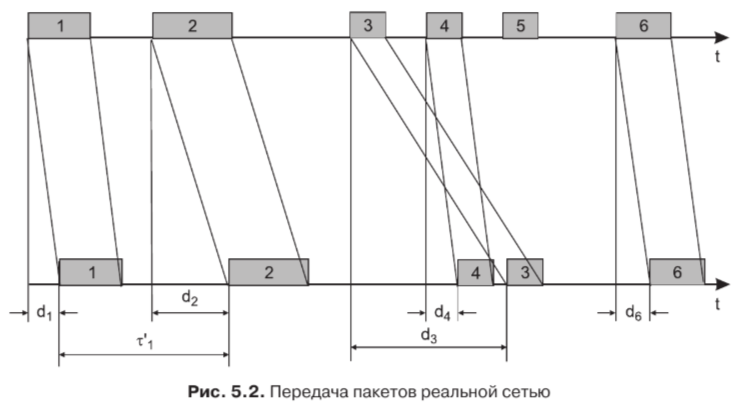 1 2 3 4 5 6
t
1 2 4 3 6
t
d₁ d₂ d₄ d₆
τ'₁ d₃
Рис. 5.2. Передача пакетов реальной сетью